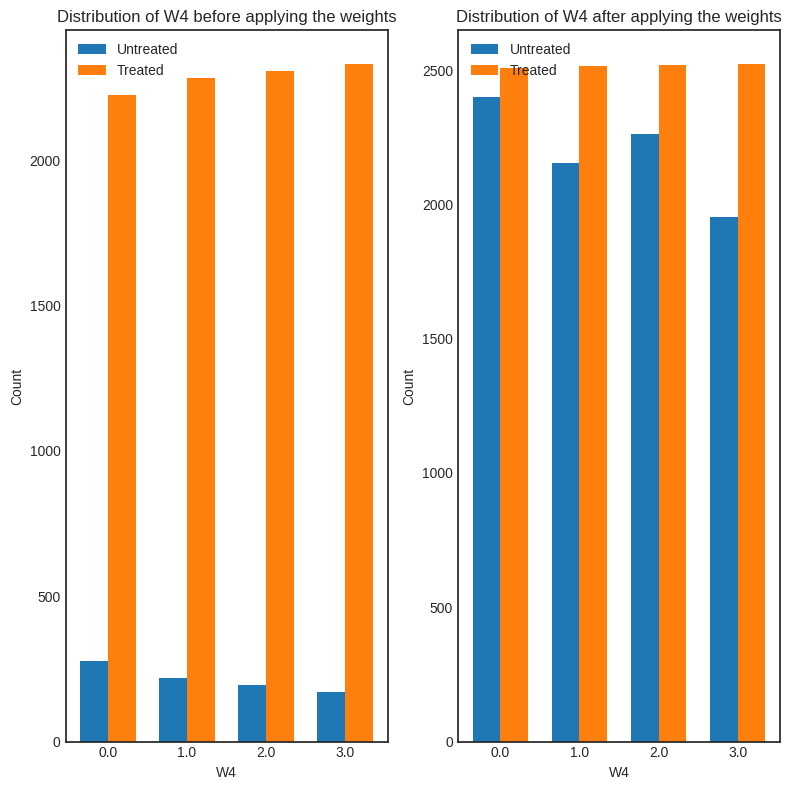 Distribution of W4 before applying the weights
Untreated
Treated
2000
1500
1000
500
0
Count
0.0 1.0 2.0 3.0
W4
Distribution of W4 after applying the weights
Untreated
Treated
2500
2000
1500
1000
500
0
Count
0.0 1.0 2.0 3.0
W4